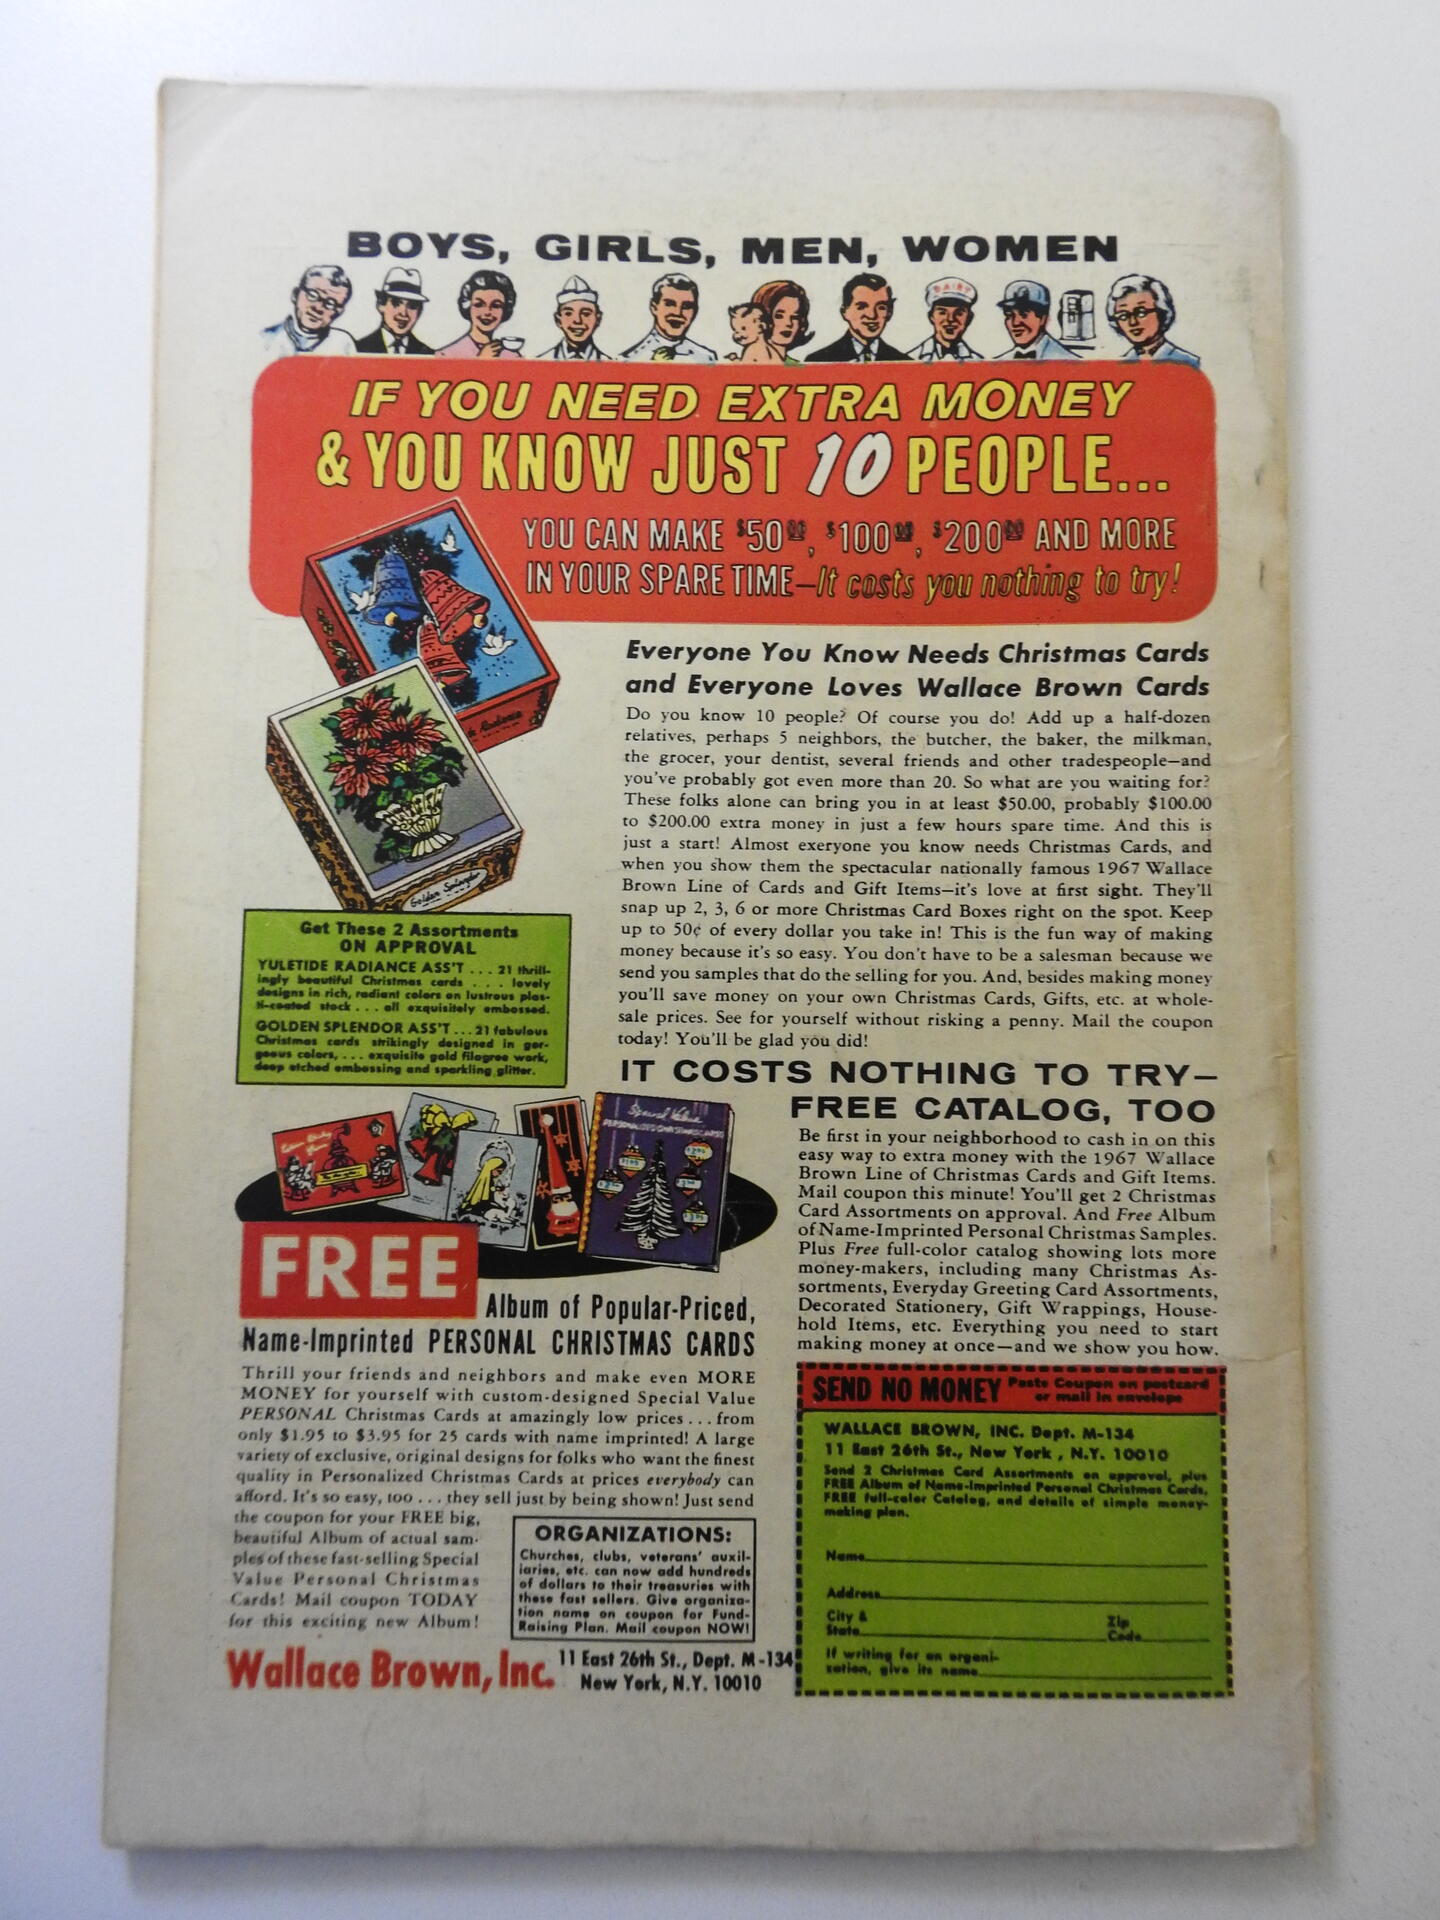 BOYS, GIRLS, MEN, WOMEN
DAIRY
IF YOU NEED EXTRA MONEY
& YOU KNOW JUST 10 PEOPLE...
YOU CAN MAKE $50.00, $100.00, $200.00 AND MORE
IN YOUR SPARE TIME—It costs you nothing to try!
Everyone You Know Needs Christmas Cards
and Everyone Loves Wallace Brown Cards
Do you know 10 people? Of course you do! Add up a half-dozen
relatives, perhaps 5 neighbors, the butcher, the baker, the milkman,
the grocer, your dentist, several friends and other tradespeople—and
you've probably got even more than 20. So what are you waiting for?
These folks alone can bring you in at least $50.00, probably $100.00
to $200.00 extra money in just a few hours spare time. And this is
just a start! Almost exeryone you know needs Christmas Cards, and
when you show them the spectacular nationally famous 1967 Wallace
Brown Line of Cards and Gift Items—it's love at first sight. They'll
snap up 2, 3, 6 or more Christmas Card Boxes right on the spot. Keep
up to 50¢ of every dollar you take in! This is the fun way of making
money because it's so easy. You don't have to be a salesman because we
send you samples that do the selling for you. And, besides making money
you'll save money on your own Christmas Cards, Gifts, etc. at whole-
sale prices. See for yourself without risking a penny. Mail the coupon
today! You'll be glad you did!
Radiance
Golden Splendor
Get These 2 Assortments
ON APPROVAL
YULETIDE RADIANCE ASS'T . . . 21 thrill-
ingly beautiful Christmas cards . . . . lovely
designs in rich, radiant colors on lustrous plas-
ti-coated stock . . . all exquisitely embossed.
GOLDEN SPLENDOR ASS'T . . . 21 fabulous
Christmas cards strikingly designed in gor-
geous colors, . . . exquisite gold filagree work,
deep etched embossing and sparkling glitter.
IT COSTS NOTHING TO TRY—
FREE CATALOG, TOO
Be first in your neighborhood to cash in on this
easy way to extra money with the 1967 Wallace
Brown Line of Christmas Cards and Gift Items.
Mail coupon this minute! You'll get 2 Christmas
Card Assortments on approval. And Free Album
of Name-Imprinted Personal Christmas Samples.
Plus Free full-color catalog showing lots more
money-makers, including many Christmas As-
sortments, Everyday Greeting Card Assortments,
Decorated Stationery, Gift Wrappings, House-
hold Items, etc. Everything you need to start
making money at once—and we show you how.
Special Value
PERSONALIZED CHRISTMAS CARDS
FREE
Album of Popular-Priced,
Name-Imprinted PERSONAL CHRISTMAS CARDS
Thrill your friends and neighbors and make even MORE
MONEY for yourself with custom-designed Special Value
PERSONAL Christmas Cards at amazingly low prices . . . from
only $1.95 to $3.95 for 25 cards with name imprinted! A large
variety of exclusive, original designs for folks who want the finest
quality in Personalized Christmas Cards at prices everybody can
afford. It's so easy, too . . . they sell just by being shown! Just send
the coupon for your FREE big,
beautiful Album of actual sam-
ples of these fast-selling Special
Value Personal Christmas
Cards! Mail coupon TODAY
for this exciting new Album!
ORGANIZATIONS:
Churches, clubs, veterans' auxil-
iaries, etc. can now add hundreds
of dollars to their treasuries with
these fast sellers. Give organiza-
tion name on coupon for Fund-
Raising Plan. Mail coupon NOW!
Wallace Brown, Inc.
11 East 26th St., Dept. M-134
New York, N.Y. 10010
SEND NO MONEY Paste Coupon on postcard
or mail in envelope
WALLACE BROWN, INC. Dept. M-134
11 East 26th St., New York , N.Y. 10010
Send 2 Christmas Card Assortments on approval, plus
FREE Album of Name-Imprinted Personal Christmas Cards,
FREE full-color Catalog, and details of simple money-
making plan.
Name
Address
City &
State
Zip
Code
If writing for an organi-
zation, give its name